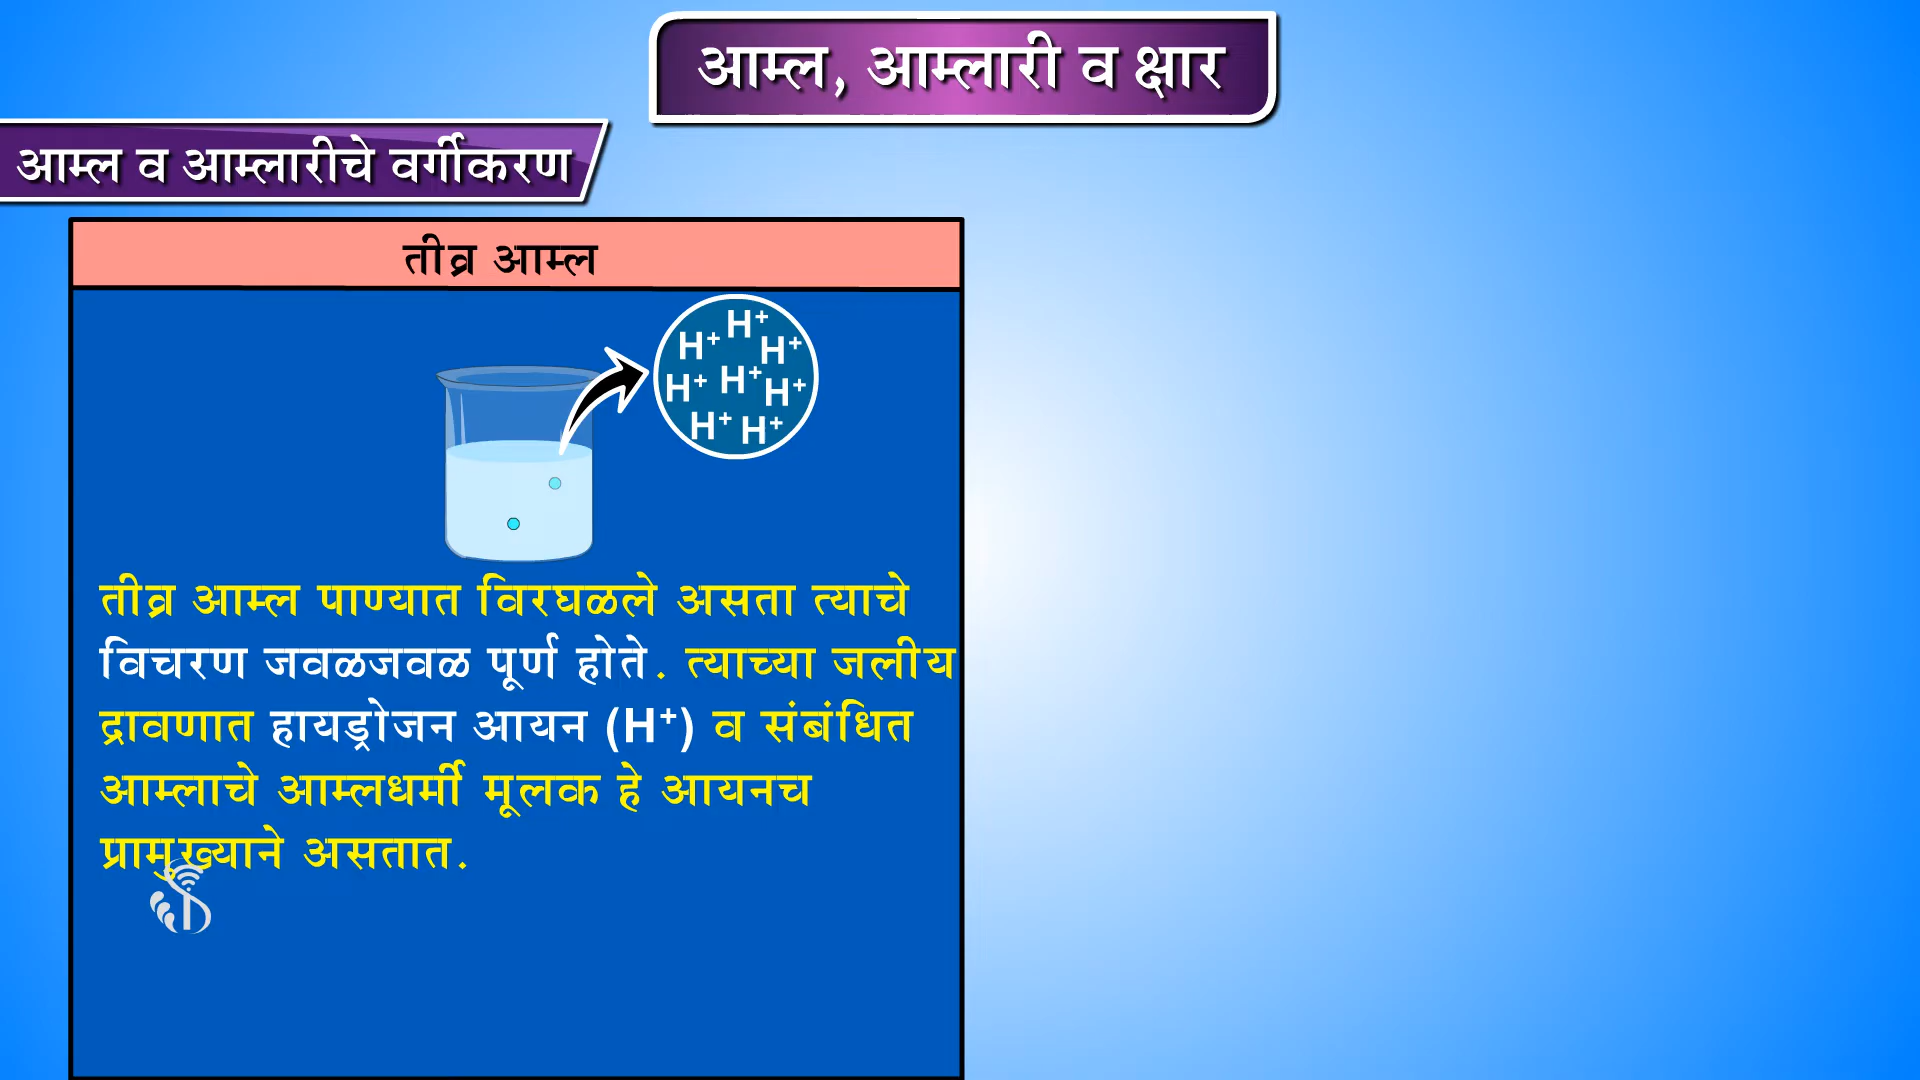 आम्ल, आम्लारी व क्षार
आम्ल व आम्लारीचे वर्गीकरण
तीव्र आम्ल
H⁺
H⁺ H⁺
H⁺ H⁺ H⁺
H⁺ H⁺
तीव्र आम्ल पाण्यात विरघळले असता त्याचे
विचरण जवळजवळ पूर्ण होते. त्याच्या जलीय
द्रावणात हायड्रोजन आयन (H⁺) व संबंधित
आम्लाचे आम्लधर्मी मूलक हे आयनच
प्रामुख्याने असतात.